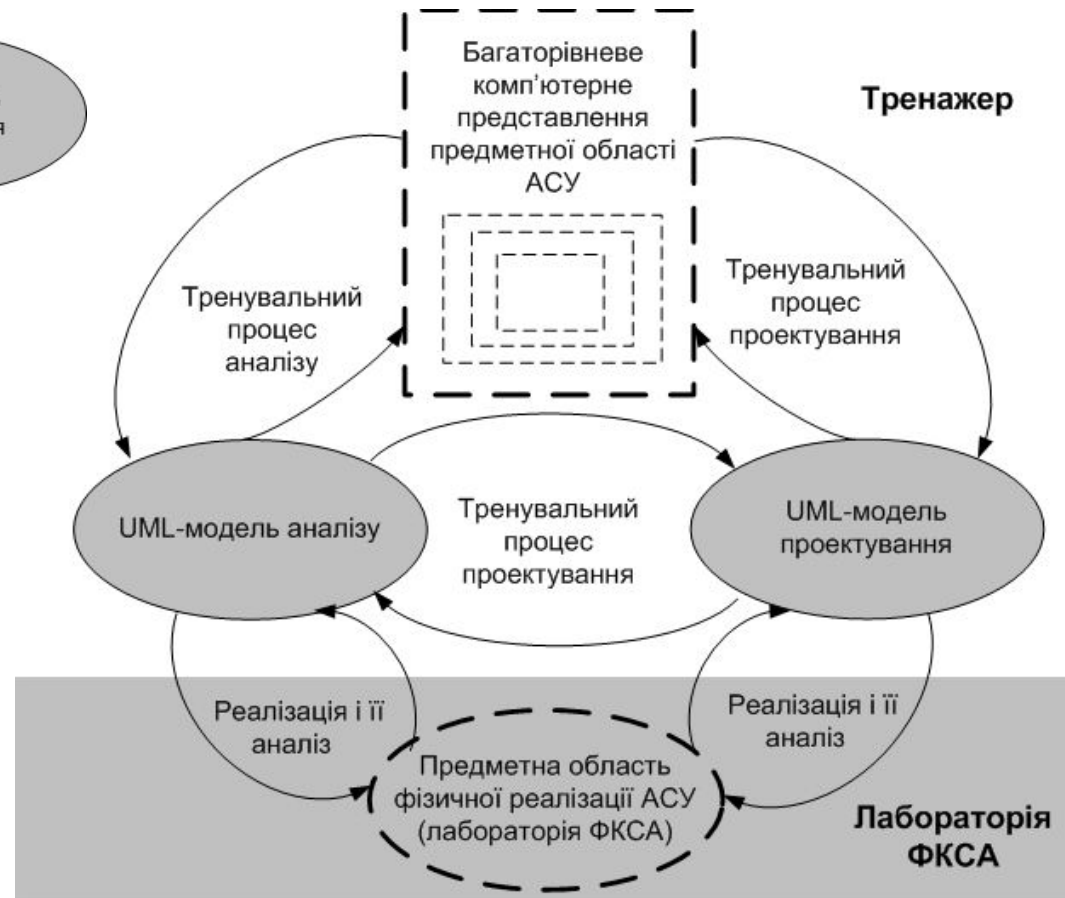 Багаторівневе
комп’ютерне
представлення
предметної області
АСУ
Тренажер
я
Тренувальний
процес
аналізу
Тренувальний
процес
проектування
UML-модель аналізу
Тренувальний
процес
проектування
UML-модель
проектування
Реалізація і її
аналіз
Реалізація і її
аналіз
Предметна область
фізичної реалізації АСУ
(лабораторія ФКСА)
Лабораторія
ФКСА